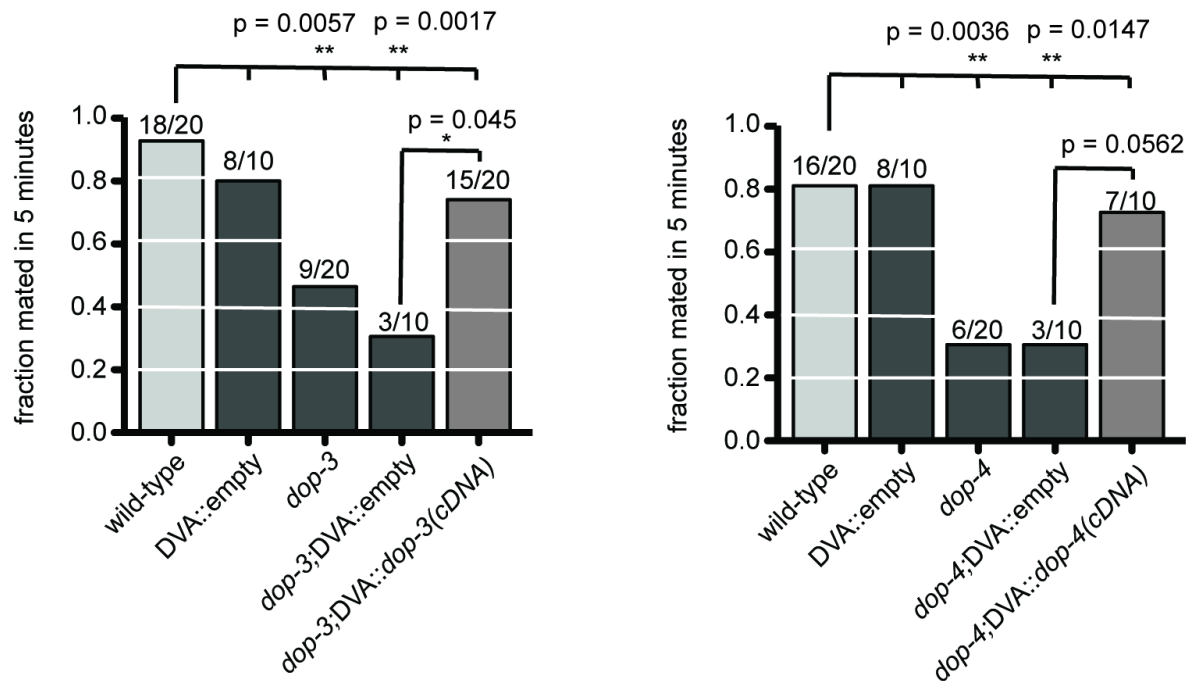 p = 0.0057 p = 0.0017
** **
p = 0.045
*
fraction mated in 5 minutes
1.0
0.8
0.6
0.4
0.2
0.0
18/20
8/10
9/20
3/10
15/20
wild-type
DVA::empty
dop-3
dop-3;DVA::empty
dop-3;DVA::dop-3(cDNA)
p = 0.0036 p = 0.0147
** **
p = 0.0562
fraction mated in 5 minutes
1.0
0.8
0.6
0.4
0.2
0.0
16/20
8/10
6/20
3/10
7/10
wild-type
DVA::empty
dop-4
dop-4;DVA::empty
dop-4;DVA::dop-4(cDNA)